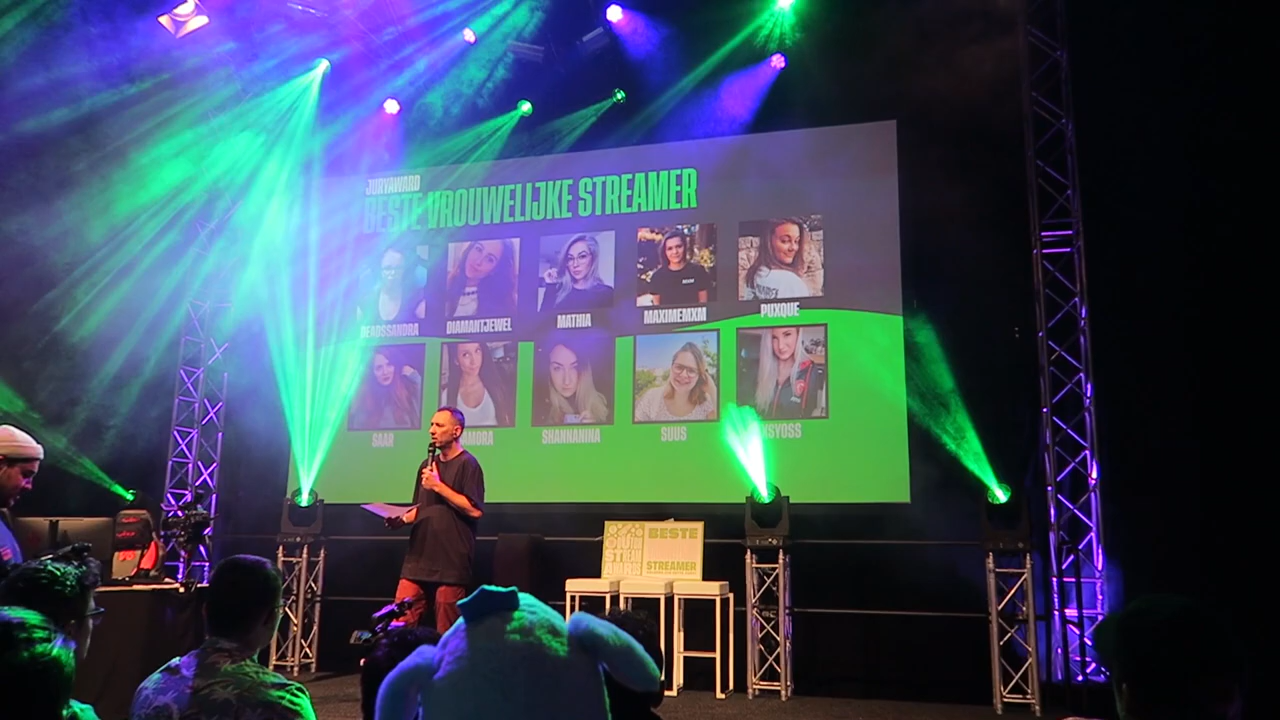 JURYAWARD
BESTE VROUWELIJKE STREAMER
DEADSSANDRA
DIAMANTJEWEL
MATHIA
MAXIMEMXM
PUXQUE
SAAR
SHANNANINA
SUUS
BESTE
STREAMER